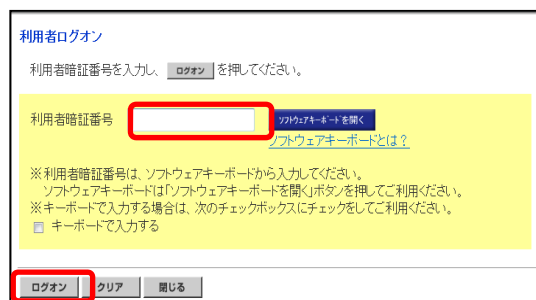 利用者ログオン
利用者暗証番号を入力し、 ログオン を押してください。
利用者暗証番号 ソフトウェアキーボードを開く
ソフトウェアキーボードとは？
※利用者暗証番号は、ソフトウェアキーボードから入力してください。
ソフトウェアキーボードは「ソフトウェアキーボードを開く」ボタンを押してご利用ください。
※キーボードで入力する場合は、次のチェックボックスにチェックをしてご利用ください。
キーボードで入力する
ログオン クリア 閉じる